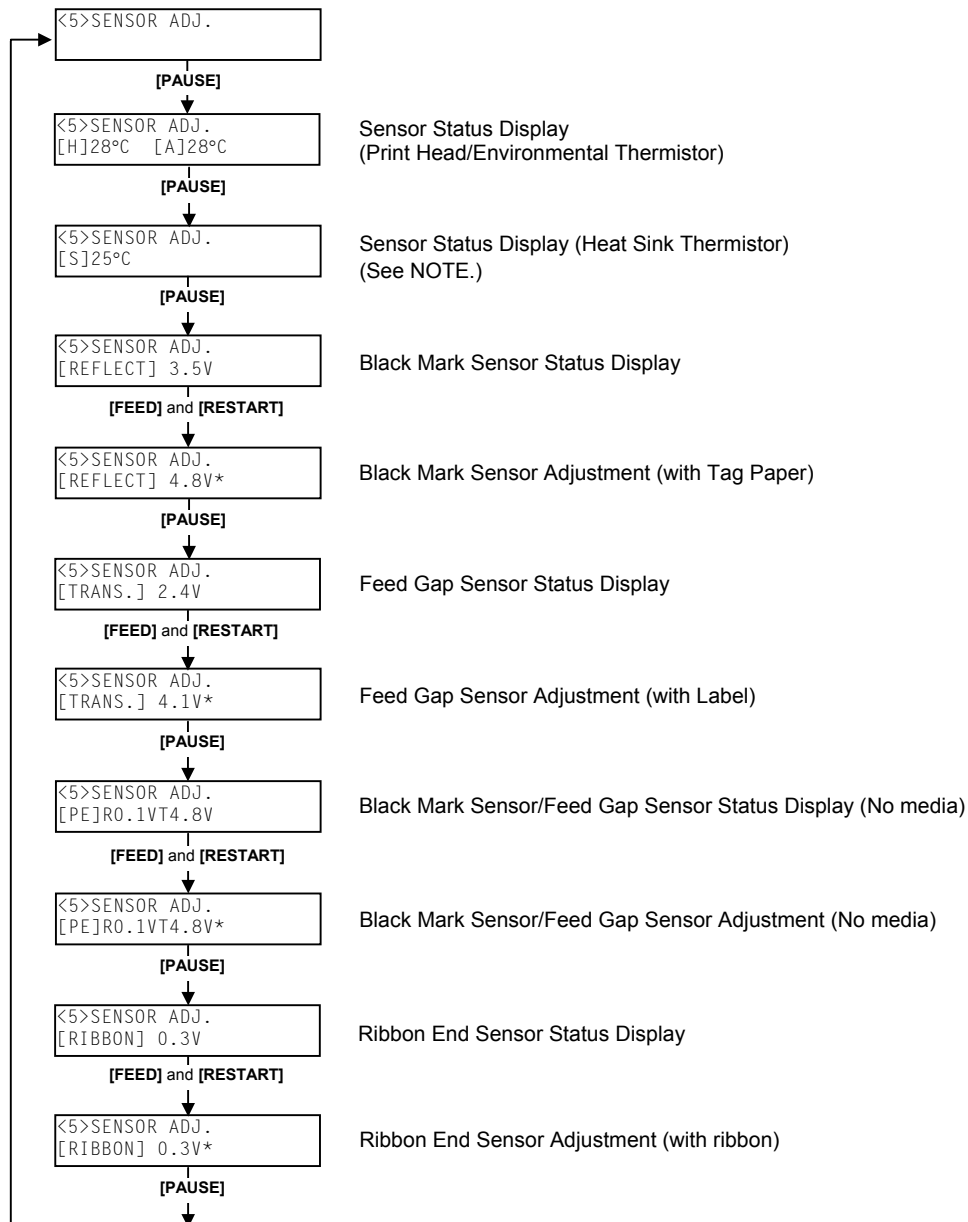 <5>SENSOR ADJ.
[PAUSE]
<5>SENSOR ADJ.
[H]28°C [A]28°C
Sensor Status Display
(Print Head/Environmental Thermistor)
[PAUSE]
<5>SENSOR ADJ.
[S]25°C
Sensor Status Display (Heat Sink Thermistor)
(See NOTE.)
[PAUSE]
<5>SENSOR ADJ.
[REFLECT] 3.5V
Black Mark Sensor Status Display
[FEED] and [RESTART]
<5>SENSOR ADJ.
[REFLECT] 4.8V*
Black Mark Sensor Adjustment (with Tag Paper)
[PAUSE]
<5>SENSOR ADJ.
[TRANS.] 2.4V
Feed Gap Sensor Status Display
[FEED] and [RESTART]
<5>SENSOR ADJ.
[TRANS.] 4.1V*
Feed Gap Sensor Adjustment (with Label)
[PAUSE]
<5>SENSOR ADJ.
[PE]R0.1VT4.8V
Black Mark Sensor/Feed Gap Sensor Status Display (No media)
[FEED] and [RESTART]
<5>SENSOR ADJ.
[PE]R0.1VT4.8V*
Black Mark Sensor/Feed Gap Sensor Adjustment (No media)
[PAUSE]
<5>SENSOR ADJ.
[RIBBON] 0.3V
Ribbon End Sensor Status Display
[FEED] and [RESTART]
<5>SENSOR ADJ.
[RIBBON] 0.3V*
Ribbon End Sensor Adjustment (with ribbon)
[PAUSE]